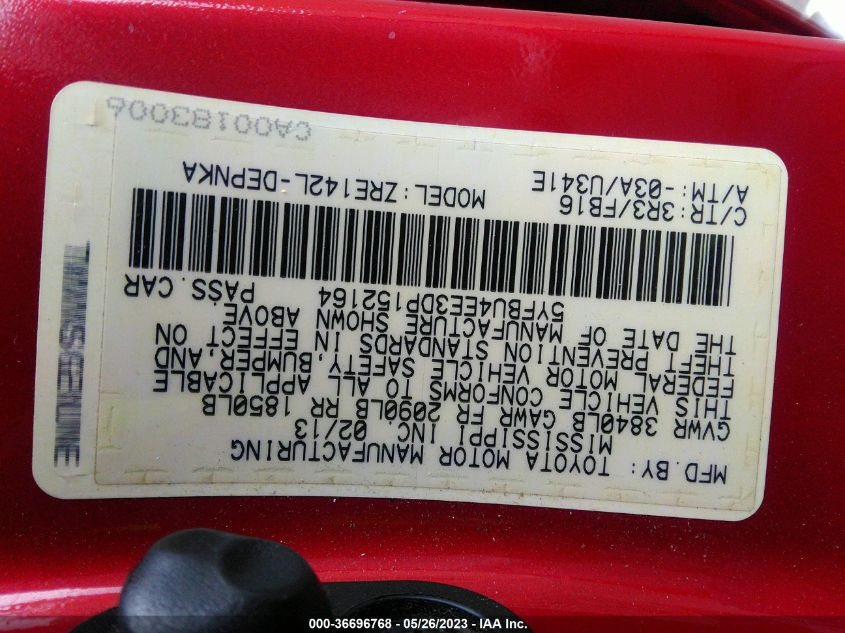 MFD.BY: TOYOTA MOTOR MANUFACTURING
MISSISSIPPI INC. 02/13
GVWR 3840LB GAWR FR 2090LB RR 1850LB
THIS VEHICLE CONFORMS TO ALL APPLICABLE
FEDERAL MOTOR VEHICLE SAFETY,BUMPER,AND
THEFT PREVENTION STANDARDS IN EFFECT ON
THE DATE OF MANUFACTURE SHOWN ABOVE
5YFBU4EE3DP152164 PASS.CAR
C/TR:3R3/FB16 MODEL:ZRE142L-DEPNKA
A/TM:-03A/U341E
CA00183006
000-36696768 - 05/26/2023 - IAA Inc.